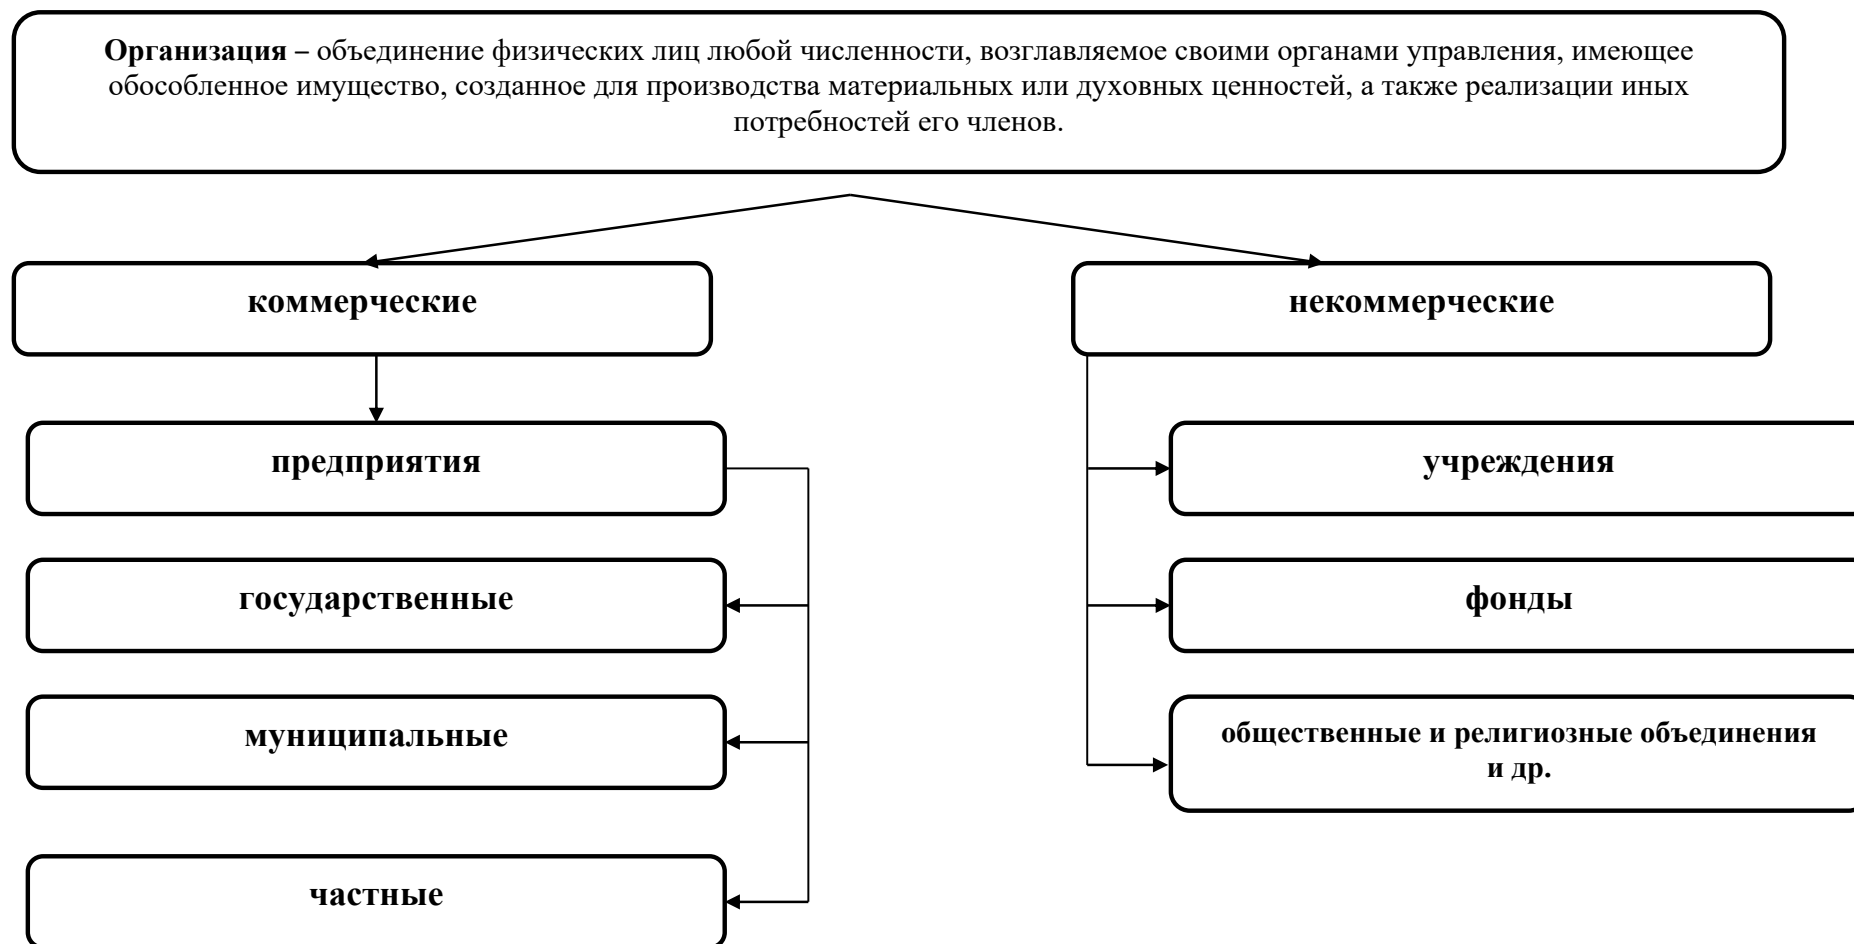 Организация – объединение физических лиц любой численности, возглавляемое своими органами управления, имеющее
обособленное имущество, созданное для производства материальных или духовных ценностей, а также реализации иных
потребностей его членов.
коммерческие
некоммерческие
предприятия
учреждения
государственные
фонды
муниципальные
общественные и религиозные объединения
и др.
частные